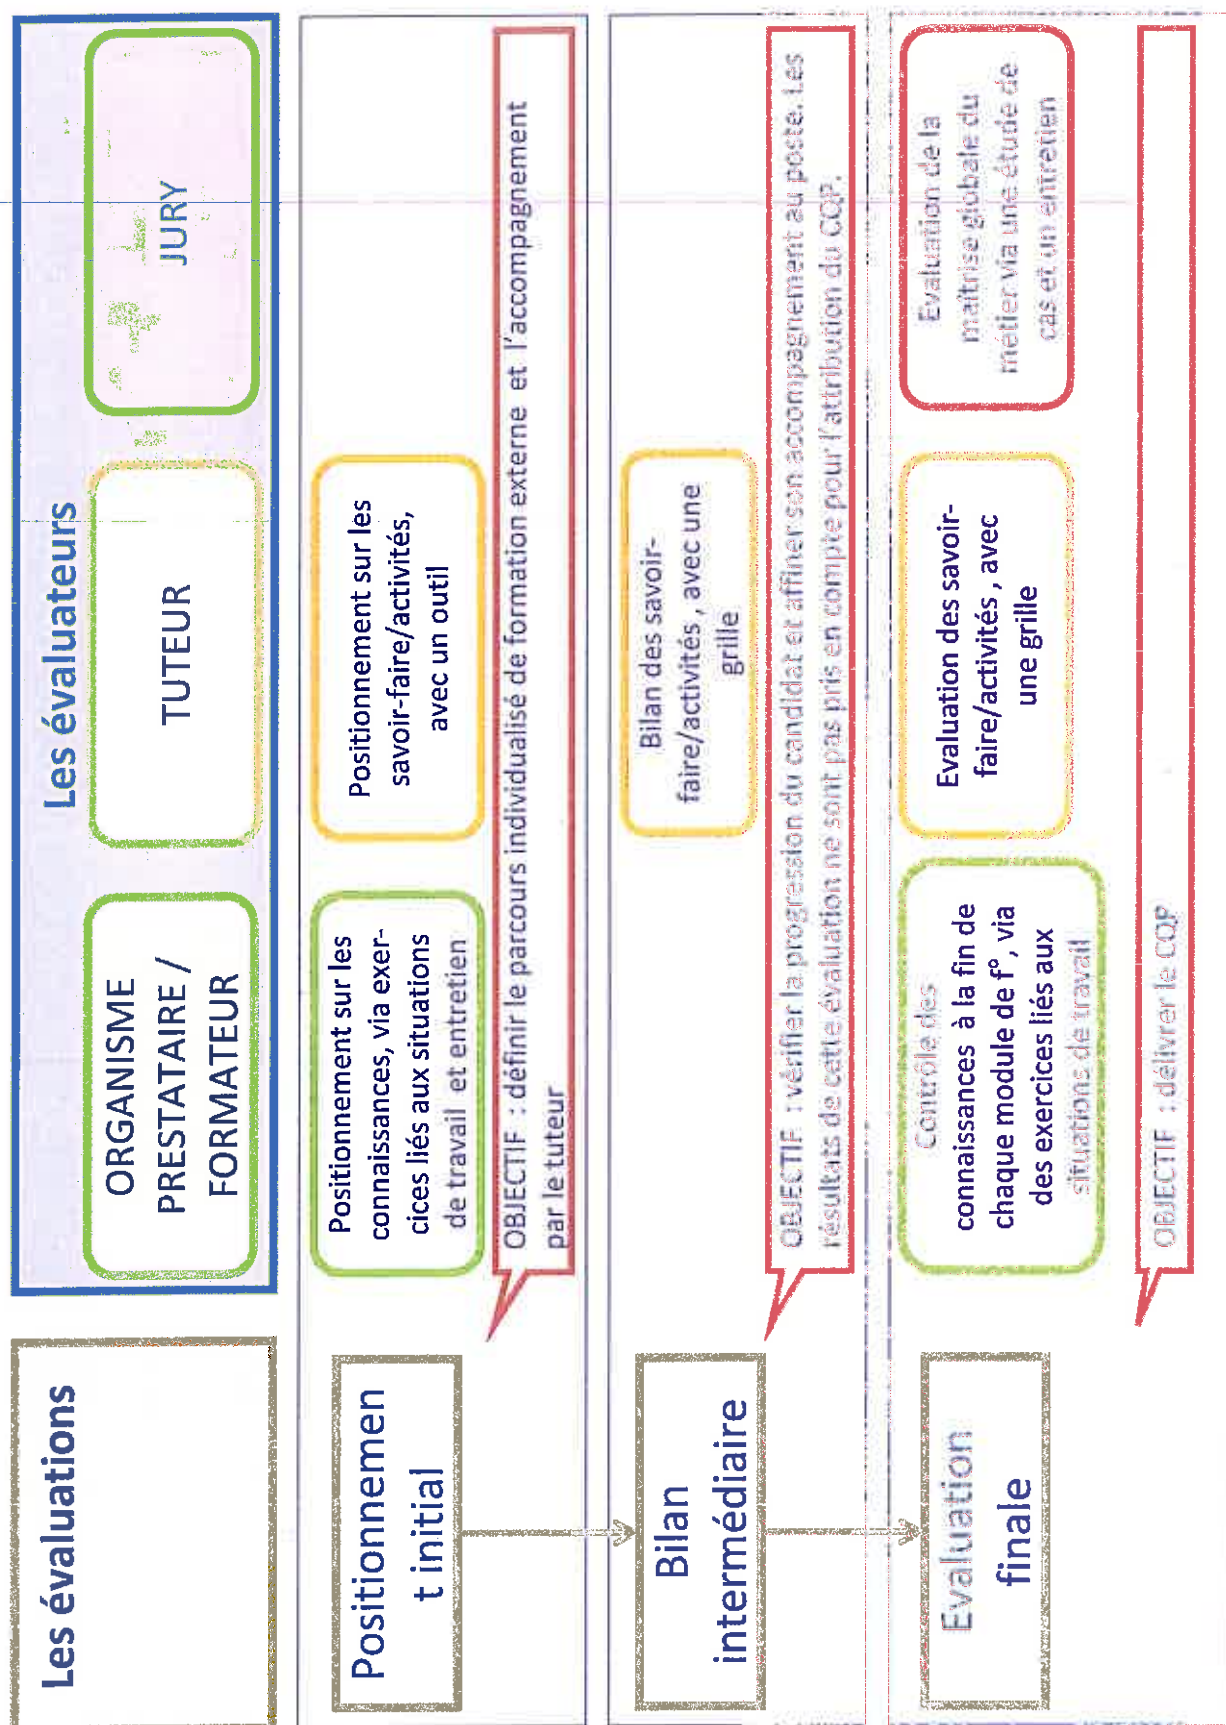 Les évaluations
Les évaluateurs
ORGANISME
PRESTATAIRE /
FORMATEUR
TUTEUR
JURY
Positionnemen
t initial
Positionnement sur les
connaissances, via exer-
cices liés aux situations
de travail et entretien
Positionnement sur les
savoir-faire/activités,
avec un outil
OBJECTIF : définir le parcours individualisé de formation externe et l'accompagnement
par le tuteur
Bilan
intermédiaire
Bilan des savoir-
faire/activités , avec une
grille
OBJECTIF : vérifier la progression du candidat et affiner son accompagnement au poste. Les
résultats de cette évaluation ne sont pas pris en compte pour l'attribution du CQP.
Evaluation
finale
Contrôle des
connaissances à la fin de
chaque module de f°, via
des exercices liés aux
situations de travail
Evaluation des savoir-
faire/activités , avec
une grille
Evaluation de la
maîtrise globale du
métier via une étude de
cas et un entretien
OBJECTIF : délivrer le CQP